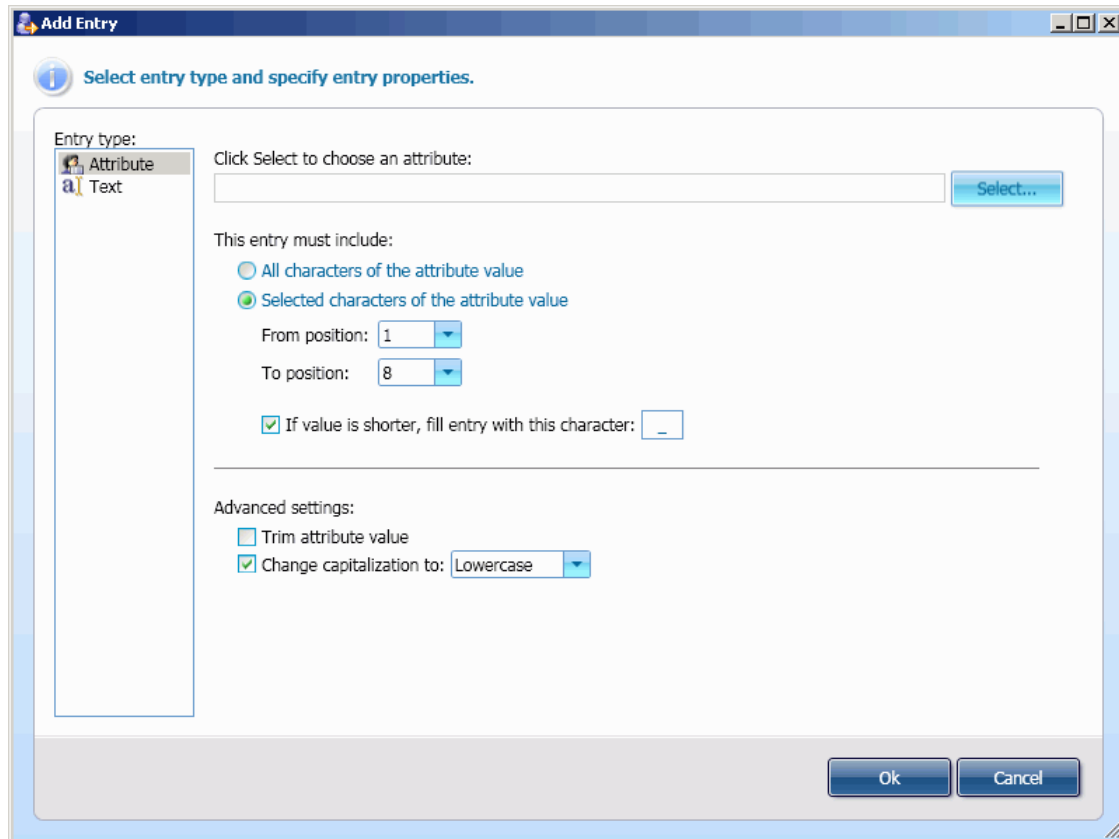 Add Entry
Select entry type and specify entry properties.
Entry type:
Attribute
Text
Click Select to choose an attribute:
Select...
This entry must include:
All characters of the attribute value
Selected characters of the attribute value
From position: 1
To position: 8
If value is shorter, fill entry with this character: _
Advanced settings:
Trim attribute value
Change capitalization to: Lowercase
Ok Cancel